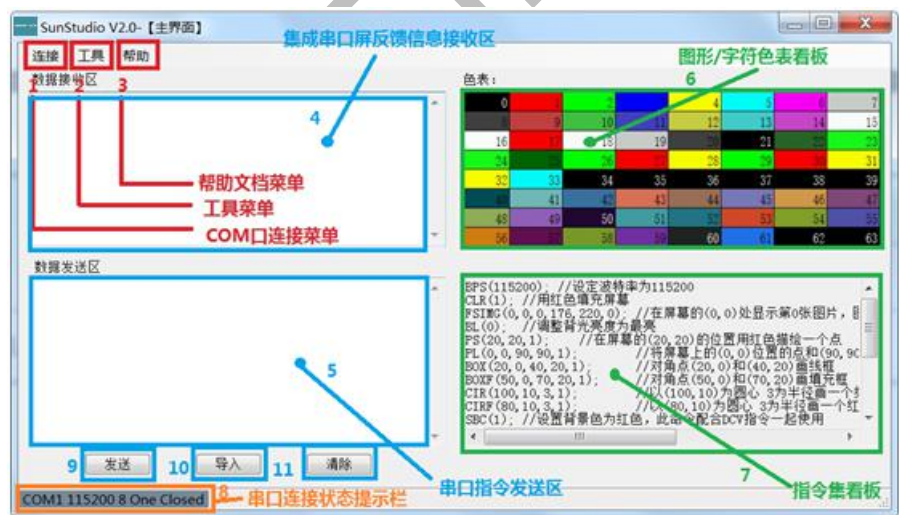 SunStudio V2.0-【主界面】
连接 工具 帮助
集成串口屏反馈信息接收区
图形/字符色表看板
数据接收区
色表：
1 2 3
4
6
0 1 2 4 5 6 7
8 9 10 11 12 13 14 15
16 17 18 19 20 21 22 23
24 25 26 27 28 29 30 31
32 33 34 35 36 37 38 39
40 41 42 43 44 45 46 47
48 49 50 51 52 53 54 55
56 57 58 59 60 61 62 63
帮助文档菜单
工具菜单
COM口连接菜单
数据发送区
BPS(115200); //设定波特率为115200
CLR(1); //用红色填充屏幕
FSIMG(0,0,0,176,220,0); //在屏幕的(0,0)处显示第0张图片，
BL(0); //调整背光亮度为最亮
PS(20,20,1); //在屏幕的(20,20)的位置用红色描绘一个点
PL(0,0,90,90,1); //将屏幕上的(0,0)位置的点和(90,90
BOX(20,0,40,20,1); //对角点(20,0)和(40,20)画线框
BOXF(50,0,70,20,1); //对角点(50,0)和(70,20)画填充框
CIR(100,10,3,1); //以(100,10)为圆心 3为半径画一个
CIRF(80,10,3,1); //以(80,10)为圆心 3为半径画一个红
SBC(1); //设置背景色为红色，此命令配合DCV指令一起使用
5
7
9 发送 10 导入 11 清除
串口指令发送区
指令集看板
COM1 115200 8 One Closed
8 串口连接状态提示栏